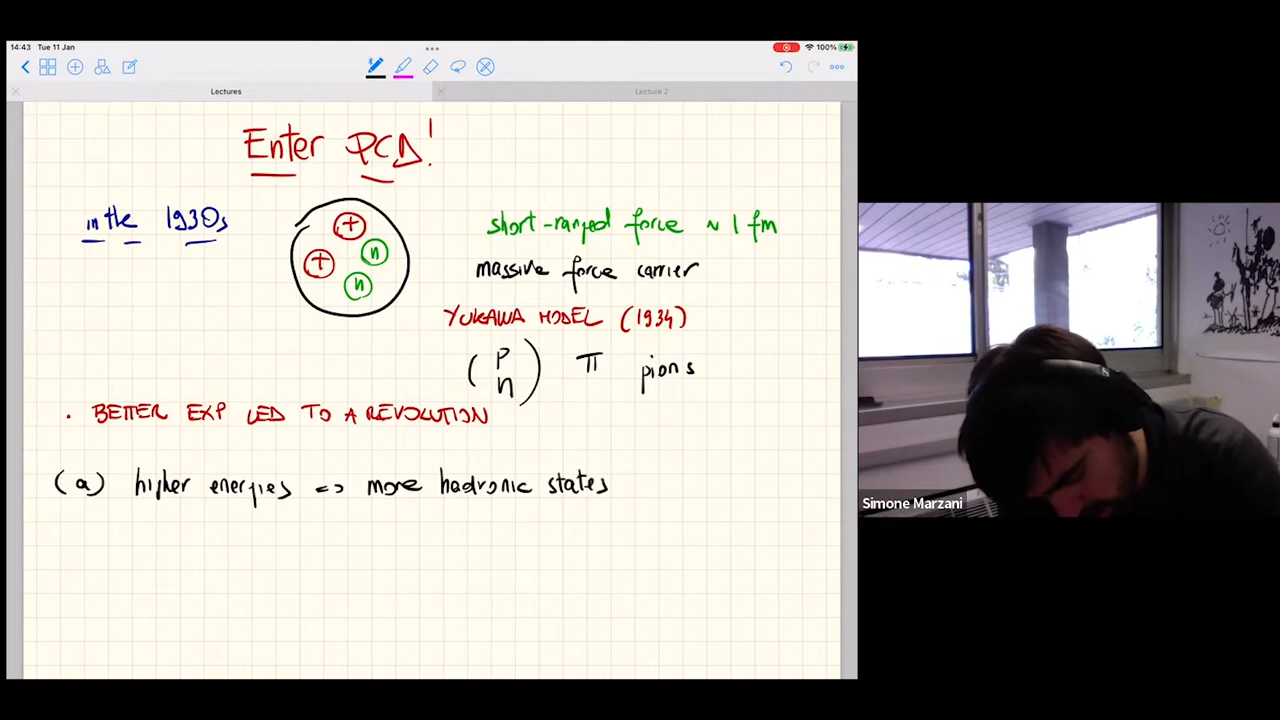 14:43 Tue 11 Jan
100%
Lectures
Lecture 2
Enter QCD!
in the 1930s
+
+
n
n
short-ranged force ~ 1 fm
massive force carrier
YUKAWA MODEL (1934)
(p n) π pions
• BETTER EXP LED TO A REVOLUTION
(a) higher energies => more hadronic states
Simone Marzani